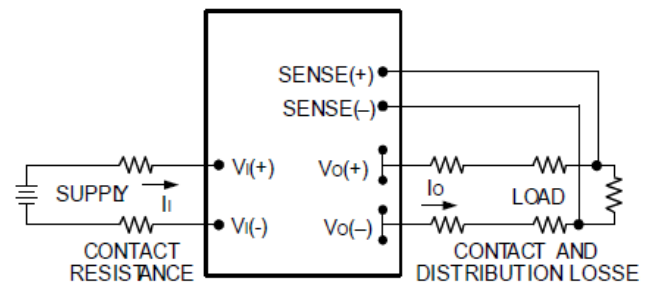 SENSE(+)
SENSE(–)
VI(+)
VO(+)
SUPPLY
II
IO
LOAD
VI(-)
VO(–)
CONTACT
RESISTANCE
CONTACT AND
DISTRIBUTION LOSSE